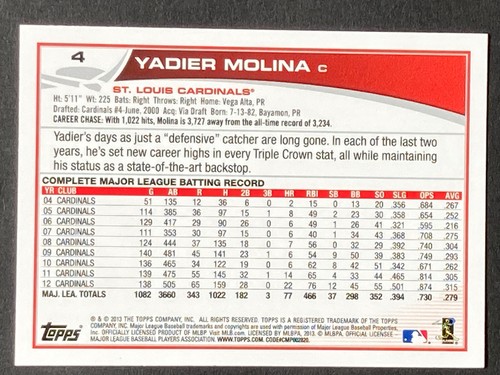 4
YADIER MOLINA C
ST. LOUIS CARDINALS®
Ht: 5'11" Wt: 225 Bats: Right Throws: Right Home: Vega Alta, PR
Drafted: Cardinals #4-June, 2000 Acq: Via Draft Born: 7-13-82, Bayamon, PR
CAREER CHASE: With 1,022 hits, Molina is 3,727 away from the all-time record of 3,234.
Yadier's days as just a "defensive" catcher are long gone. In each of the last two
years, he's set new career highs in every Triple Crown stat, all while maintaining
his status as a state-of-the-art backstop.
COMPLETE MAJOR LEAGUE BATTING RECORD
YR CLUB G AB R H 2B 3B HR RBI SB BB SO SLG OPS AVG
04 CARDINALS 51 135 12 36 6 0 2 15 0 13 20 .356 .684 .267
05 CARDINALS 114 385 36 97 15 1 8 49 2 23 30 .358 .654 .252
06 CARDINALS 129 417 29 90 26 0 6 49 1 26 41 .321 .595 .216
07 CARDINALS 111 353 30 97 15 0 6 40 1 34 43 .368 .708 .275
08 CARDINALS 124 444 37 135 18 0 7 56 0 32 29 .392 .740 .304
09 CARDINALS 140 481 45 141 23 1 6 54 9 50 39 .383 .749 .293
10 CARDINALS 136 465 34 122 19 0 6 62 8 42 51 .342 .671 .262
11 CARDINALS 139 475 55 145 32 1 14 65 4 33 44 .465 .814 .305
12 CARDINALS 138 505 65 159 28 0 22 76 12 45 55 .501 .874 .315
MAJ. LEA. TOTALS 1082 3660 343 1022 182 3 77 466 37 298 352 .394 .730 .279
TOPPS
® & © 2013 THE TOPPS COMPANY, INC. ALL RIGHTS RESERVED. TOPPS IS A REGISTERED TRADEMARK OF THE TOPPS
COMPANY, INC. Major League Baseball trademarks and copyrights are used with permission of Major League Baseball Properties,
Inc. OFFICIALLY LICENSED PRODUCT OF MLBP Visit MLB.com. OFFICIAL LICENSEE
MAJOR LEAGUE BASEBALL PLAYERS ASSOCIATION. WWW.TOPPS.COM.